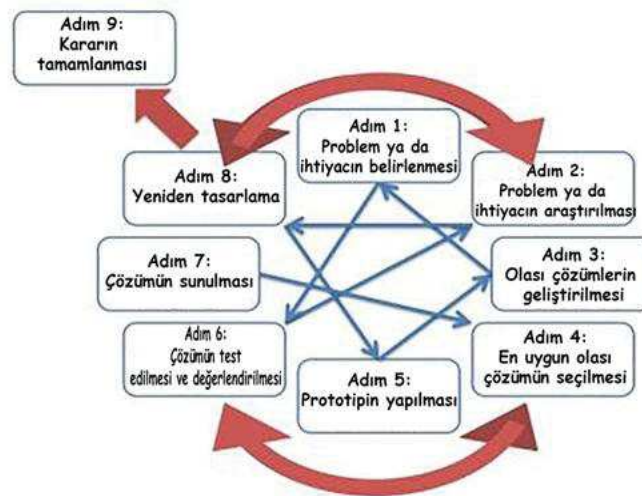 Adım 9:
Kararın
tamamlanması
Adım 1:
Problem ya da
ihtiyacın belirlenmesi
Adım 2:
Problem ya da
ihtiyacın araştırılması
Adım 3:
Olası çözümlerin
geliştirilmesi
Adım 4:
En uygun olası
çözümün seçilmesi
Adım 5:
Prototipin yapılması
Adım 6:
Çözümün test
edilmesi ve değerlendirilmesi
Adım 7:
Çözümün sunulması
Adım 8:
Yeniden tasarlama